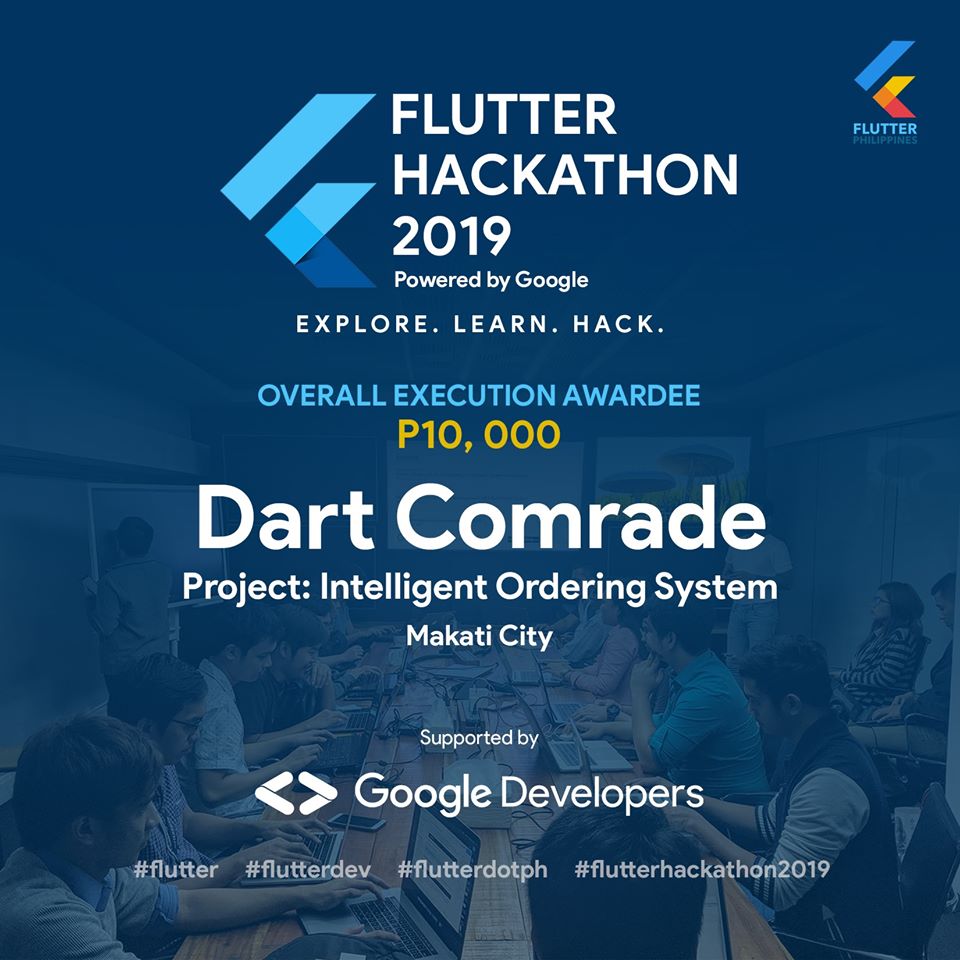 FLUTTER
HACKATHON
2019
Powered by Google
EXPLORE. LEARN. HACK.
FLUTTER
PHILIPPINES
OVERALL EXECUTION AWARDEE
P10, 000
Dart Comrade
Project: Intelligent Ordering System
Makati City
Supported by
Google Developers
#flutter #flutterdev #flutterdotph #flutterhackathon2019